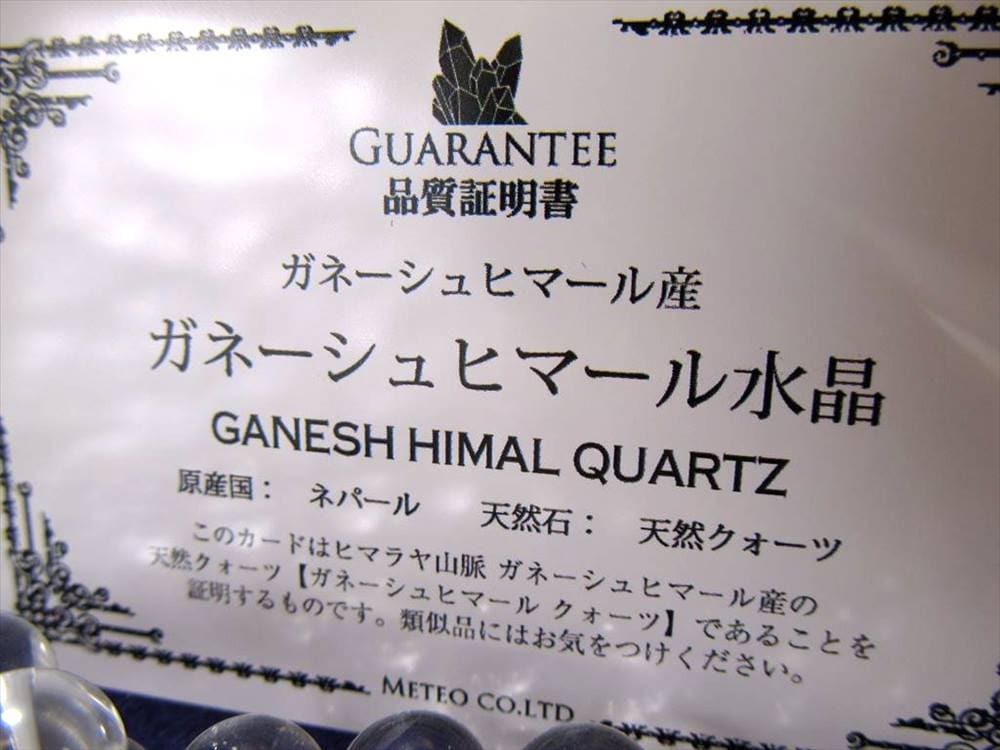 GUARANTEE
品質証明書
ガネーシュヒマール産
ガネーシュヒマール水晶
GANESH HIMAL QUARTZ
原産国： ネパール 天然石： 天然クォーツ
このカードはヒマラヤ山脈 ガネーシュヒマール産の
天然クォーツ【ガネーシュヒマール クォーツ】であることを
証明するものです。類似品にはお気をつけください。
METEO CO.LTD